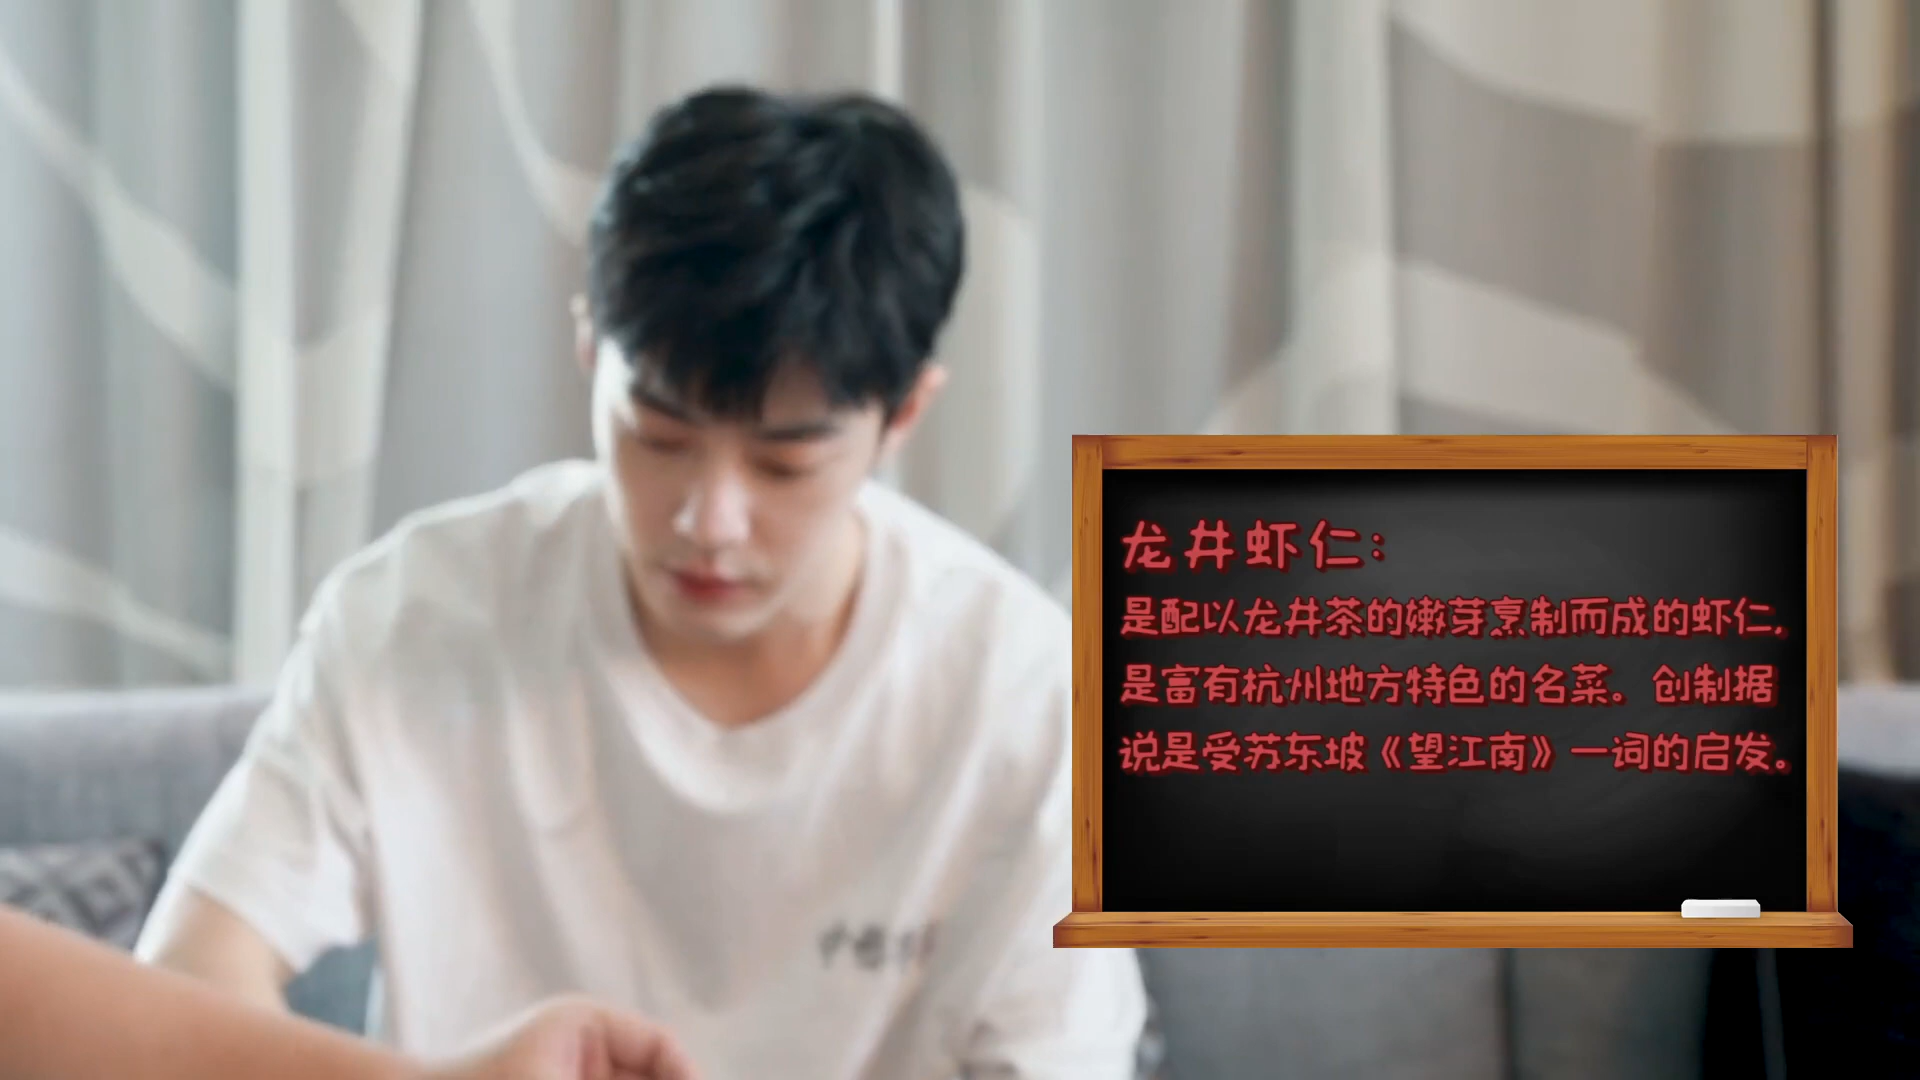 龙井虾仁：
是配以龙井茶的嫩芽烹制而成的虾仁，
是富有杭州地方特色的名菜。创制据
说是受苏东坡《望江南》一词的启发。